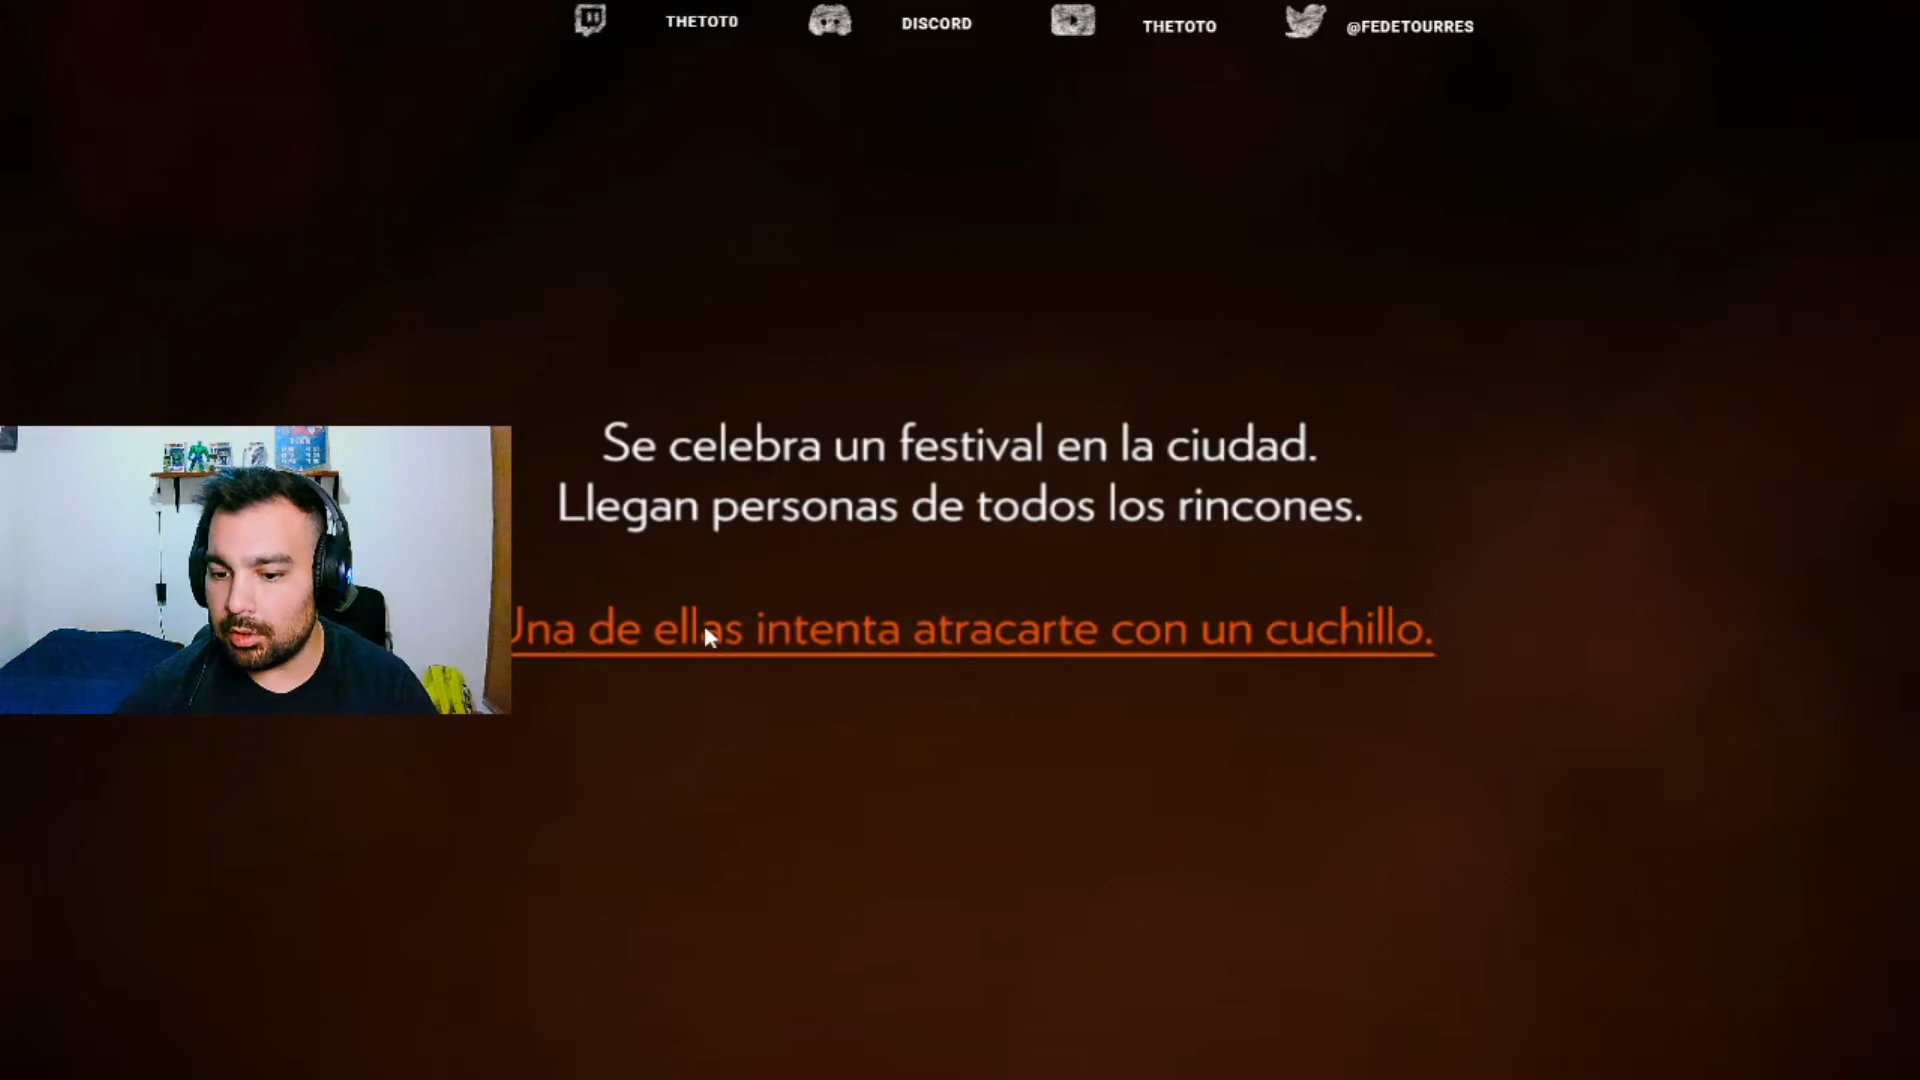 THETOT0 DISCORD THETOTO @FEDETOURRES
Se celebra un festival en la ciudad.
Llegan personas de todos los rincones.
Una de ellas intenta atracarte con un cuchillo.